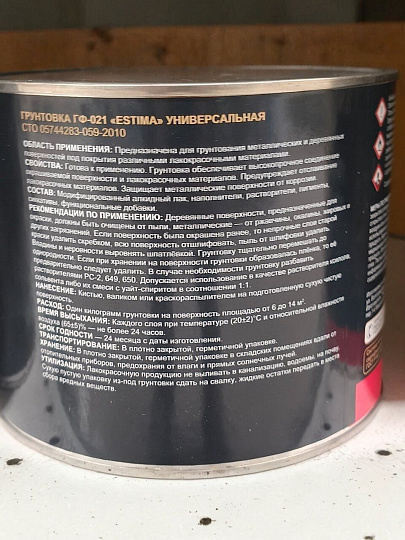 ГРУНТОВКА ГФ-021 «ESTIMA» УНИВЕРСАЛЬНАЯ
СТО 05744283-059-2010
ОБЛАСТЬ ПРИМЕНЕНИЯ: Предназначена для грунтования металлических и деревянных
поверхностей под покрытия различными лакокрасочными материалами.
СВОЙСТВА: Готова к применению. Грунтовка обеспечивает высокопрочное соединение
окрашиваемой поверхности и лакокрасочных материалов. Предупреждает отслаивание
лакокрасочных материалов. Защищает металлические поверхности от коррозии.
СОСТАВ: Модифицированный алкидный лак, наполнители, растворители, пигменты,
сиккативы, функциональные добавки.
РЕКОМЕНДАЦИИ ПО ПРИМЕНЕНИЮ: Деревянные поверхности, предназначенные для
окраски, должны быть очищены от пыли, металлические — от ржавчины, окалины, жировых и
других загрязнений. Если поверхность была окрашена ранее, то непрочные слои старой
краски удалить скребком, всю поверхность отшлифовать, пыль от шлифовки удалить.
Впадины и неровности выровнять шпатлёвкой. Грунтовку тщательно перемешать до
однородности. Если при хранении на поверхности грунтовки образовалась плёнка, то её
предварительно следует удалить. В случае необходимости грунтовку разбавить
растворителями РС-2, 649, 650. Допускается использование в качестве растворителя ксилола,
сольвента либо их смеси с уайт-спиритом в соотношении 1:1.
НАНЕСЕНИЕ: Кистью, валиком или краскораспылителем на подготовленную сухую чистую
поверхность.
РАСХОД: Один килограмм грунтовки на поверхность площадью от 6 до 14 м².
ВРЕМЯ ВЫСЫХАНИЯ: Каждого слоя при температуре (20±2)°С и относительной влажности
воздуха (65±5)% — не более 24 часов.
СРОК ГОДНОСТИ — 24 месяца с даты изготовления.
ТРАНСПОРТИРОВАНИЕ: В плотно закрытой, герметичной упаковке.
ХРАНЕНИЕ: В плотно закрытой, герметичной упаковке в складских помещениях вдали от
отопительных приборов, предохраняя от влаги и прямых солнечных лучей.
УТИЛИЗАЦИЯ: Лакокрасочную продукцию не выливать в канализацию, водоемы, на почву.
Сухую пустую упаковку из-под грунтовки сдать на свалку, жидкие остатки передать в места
сбора вредных веществ.